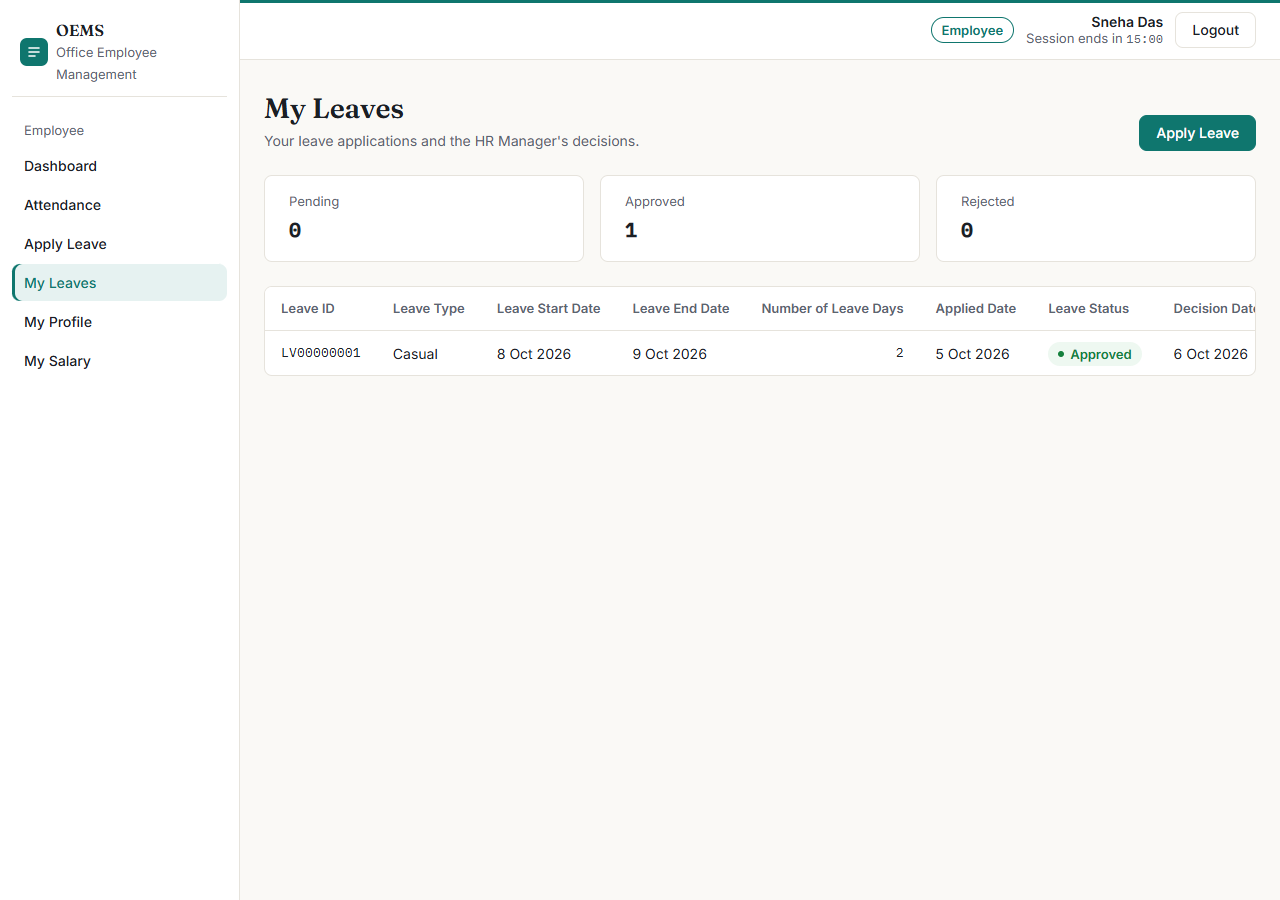 OEMS
Office Employee
Management
Employee
Dashboard
Attendance
Apply Leave
My Leaves
My Profile
My Salary
Employee
Sneha Das
Session ends in 15:00
Logout
My Leaves
Your leave applications and the HR Manager's decisions.
Apply Leave
Pending
0
Approved
1
Rejected
0
Leave ID Leave Type Leave Start Date Leave End Date Number of Leave Days Applied Date Leave Status Decision Date
LV00000001 Casual 8 Oct 2026 9 Oct 2026 2 5 Oct 2026 Approved 6 Oct 2026